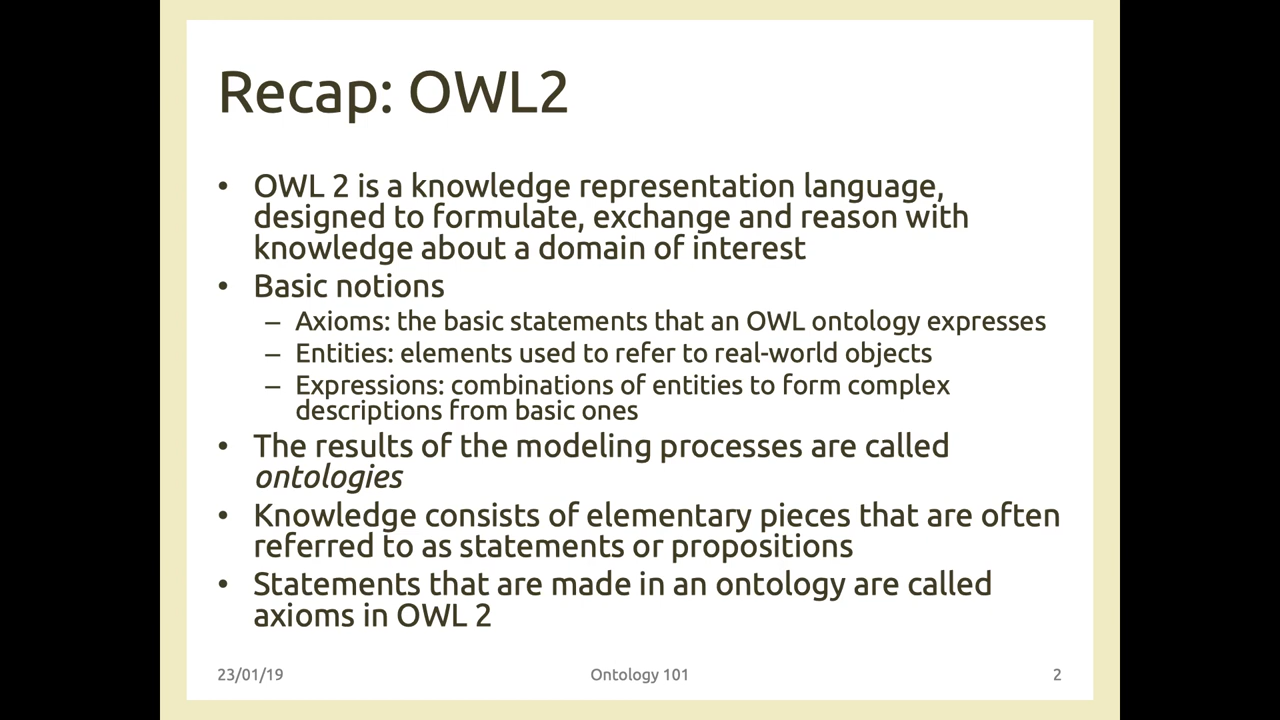 Recap: OWL2
• OWL 2 is a knowledge representation language,
designed to formulate, exchange and reason with
knowledge about a domain of interest
• Basic notions
– Axioms: the basic statements that an OWL ontology expresses
– Entities: elements used to refer to real-world objects
– Expressions: combinations of entities to form complex
descriptions from basic ones
• The results of the modeling processes are called
ontologies
• Knowledge consists of elementary pieces that are often
referred to as statements or propositions
• Statements that are made in an ontology are called
axioms in OWL 2
23/01/19 Ontology 101 2